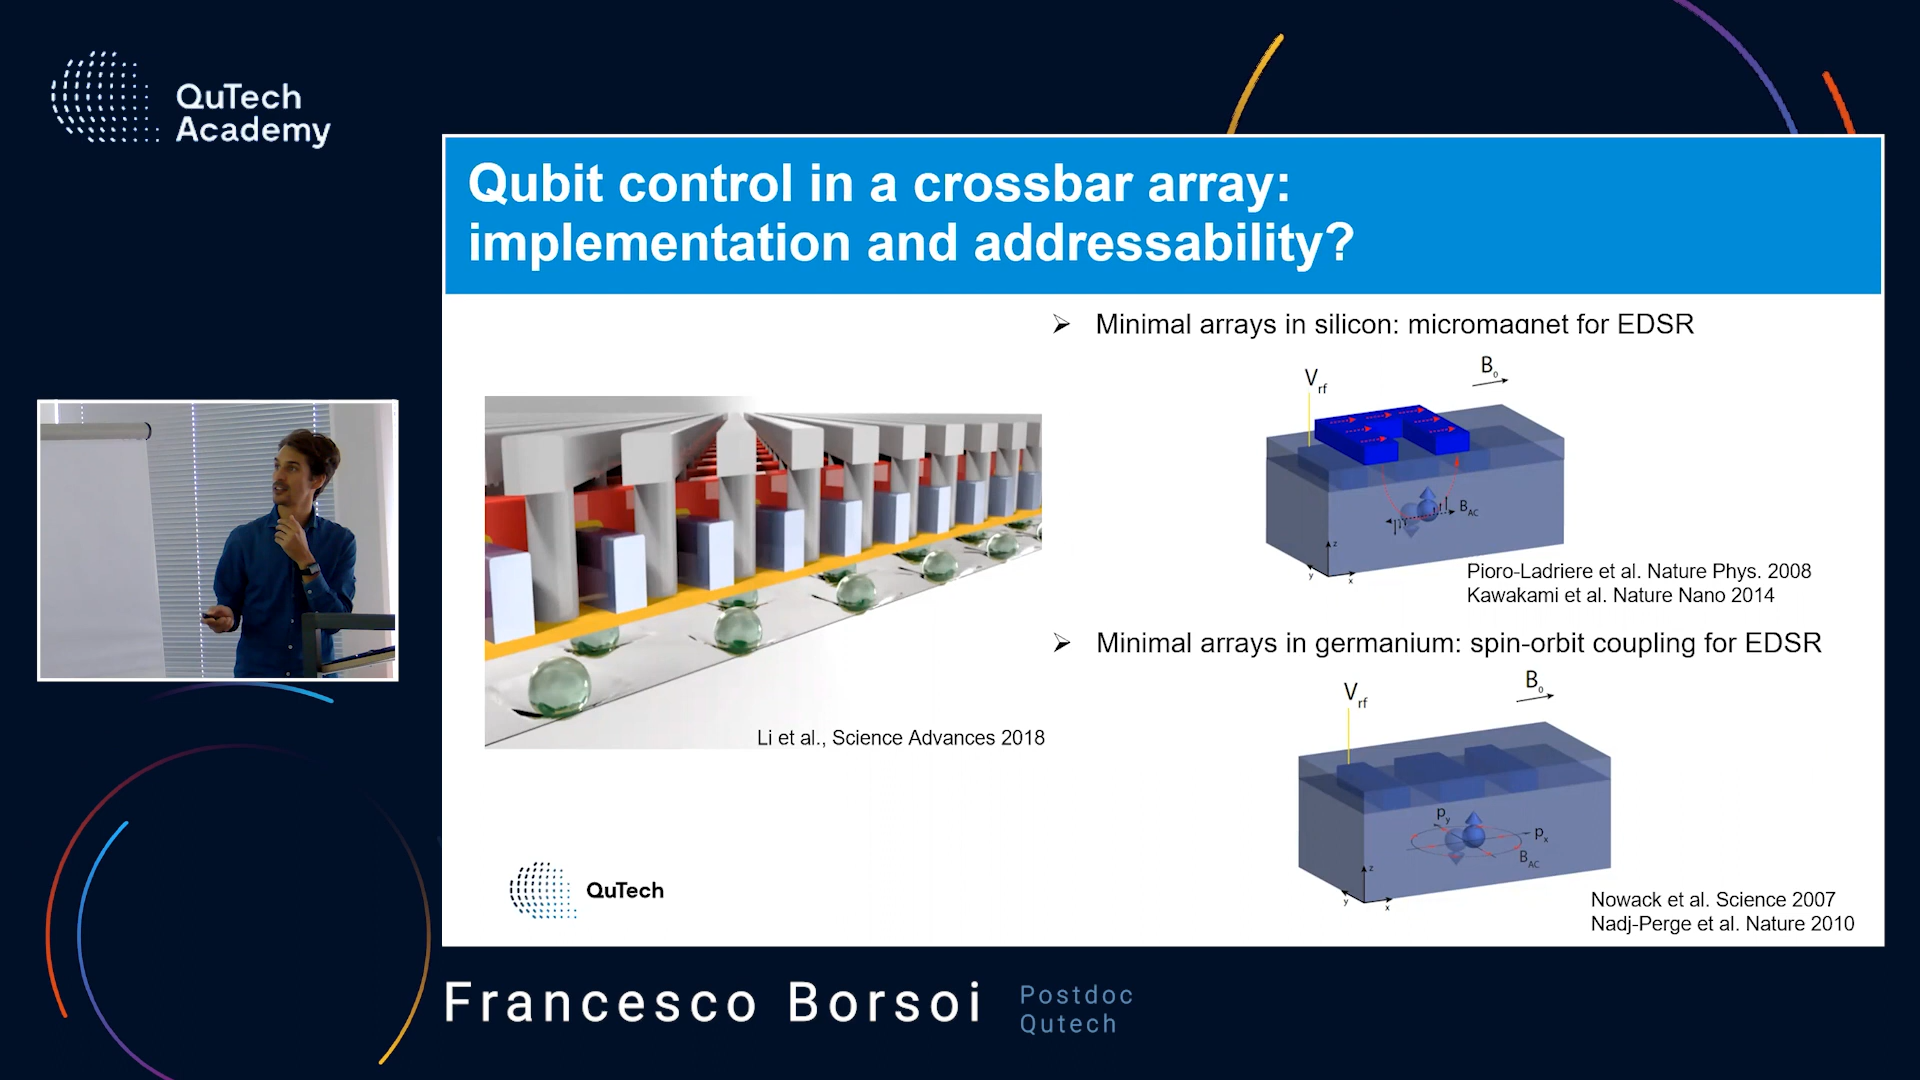 QuTech
Academy
Qubit control in a crossbar array:
implementation and addressability?
➢ Minimal arrays in silicon: micromagnet for EDSR
V rf
B o
B AC
z
y
x
Pioro-Ladriere et al. Nature Phys. 2008
Kawakami et al. Nature Nano 2014
Li et al., Science Advances 2018
➢ Minimal arrays in germanium: spin-orbit coupling for EDSR
V rf
B o
p y
p x
B AC
z
y
x
Nowack et al. Science 2007
Nadj-Perge et al. Nature 2010
QuTech
Francesco Borsoi
Postdoc
Qutech